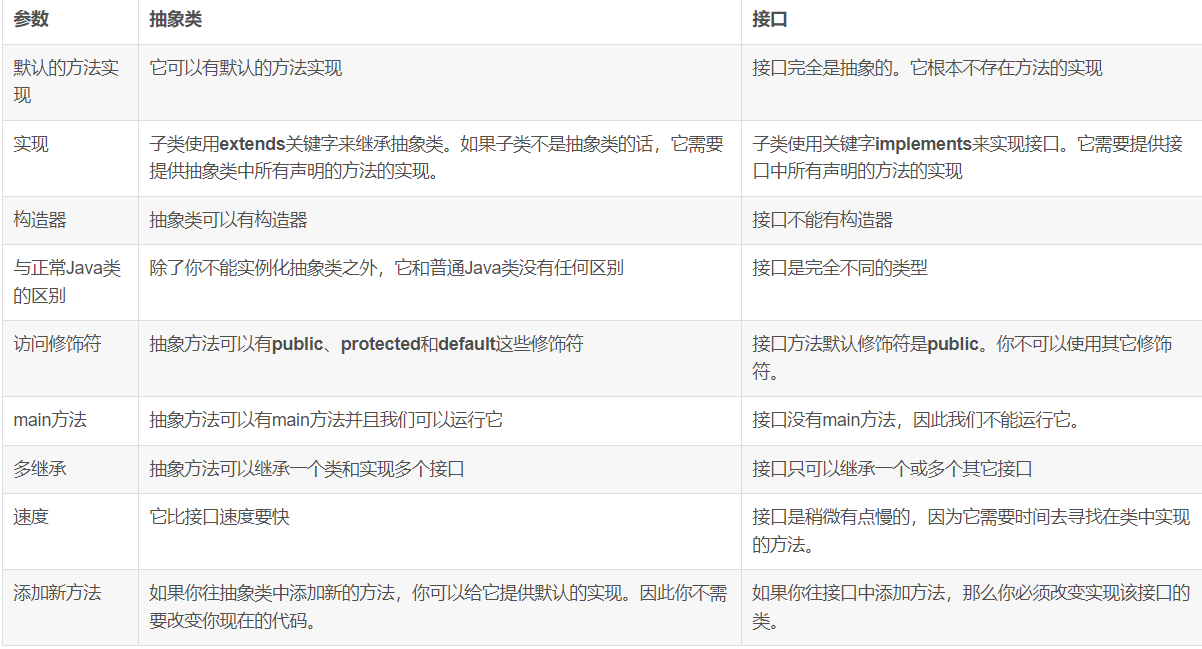 参数 抽象类 接口
默认的方法实 它可以有默认的方法实现 接口完全是抽象的。它根本不存在方法的实现
现
实现 子类使用extends关键字来继承抽象类。如果子类不是抽象类的话，它需要 子类使用关键字implements来实现接口。它需要提供接
提供抽象类中所有声明的方法的实现。 口中所有声明的方法的实现
构造器 抽象类可以有构造器 接口不能有构造器
与正常Java类 除了你不能实例化抽象类之外，它和普通Java类没有任何区别 接口是完全不同的类型
的区别
访问修饰符 抽象方法可以有public、protected和default这些修饰符 接口方法默认修饰符是public。你不可以使用其它修饰
符。
main方法 抽象方法可以有main方法并且我们可以运行它 接口没有main方法，因此我们不能运行它。
多继承 抽象方法可以继承一个类和实现多个接口 接口只可以继承一个或多个其它接口
速度 它比接口速度要快 接口是稍微有点慢的，因为它需要时间去寻找在类中实现
的方法。
添加新方法 如果你往抽象类中添加新的方法，你可以给它提供默认的实现。因此你不需 如果你往接口中添加方法，那么你必须改变实现该接口的
要改变你现在的代码。 类。